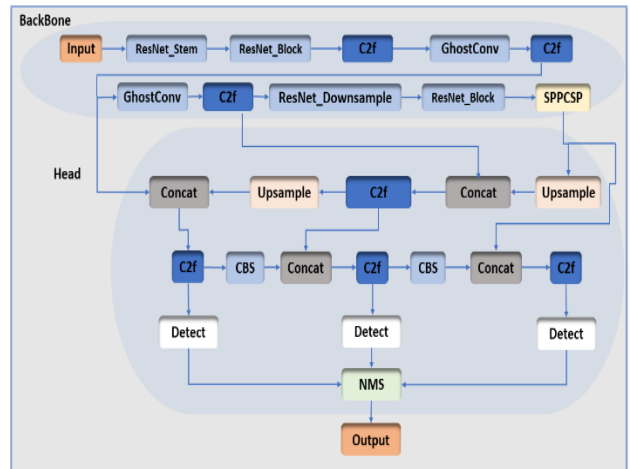 BackBone
Input
ResNet_Stem
ResNet_Block
C2f
GhostConv
C2f
GhostConv
C2f
ResNet_Downsample
ResNet_Block
SPPCSP
Head
Concat
Upsample
C2f
Concat
Upsample
C2f
CBS
Concat
C2f
CBS
Concat
C2f
Detect
Detect
Detect
NMS
Output